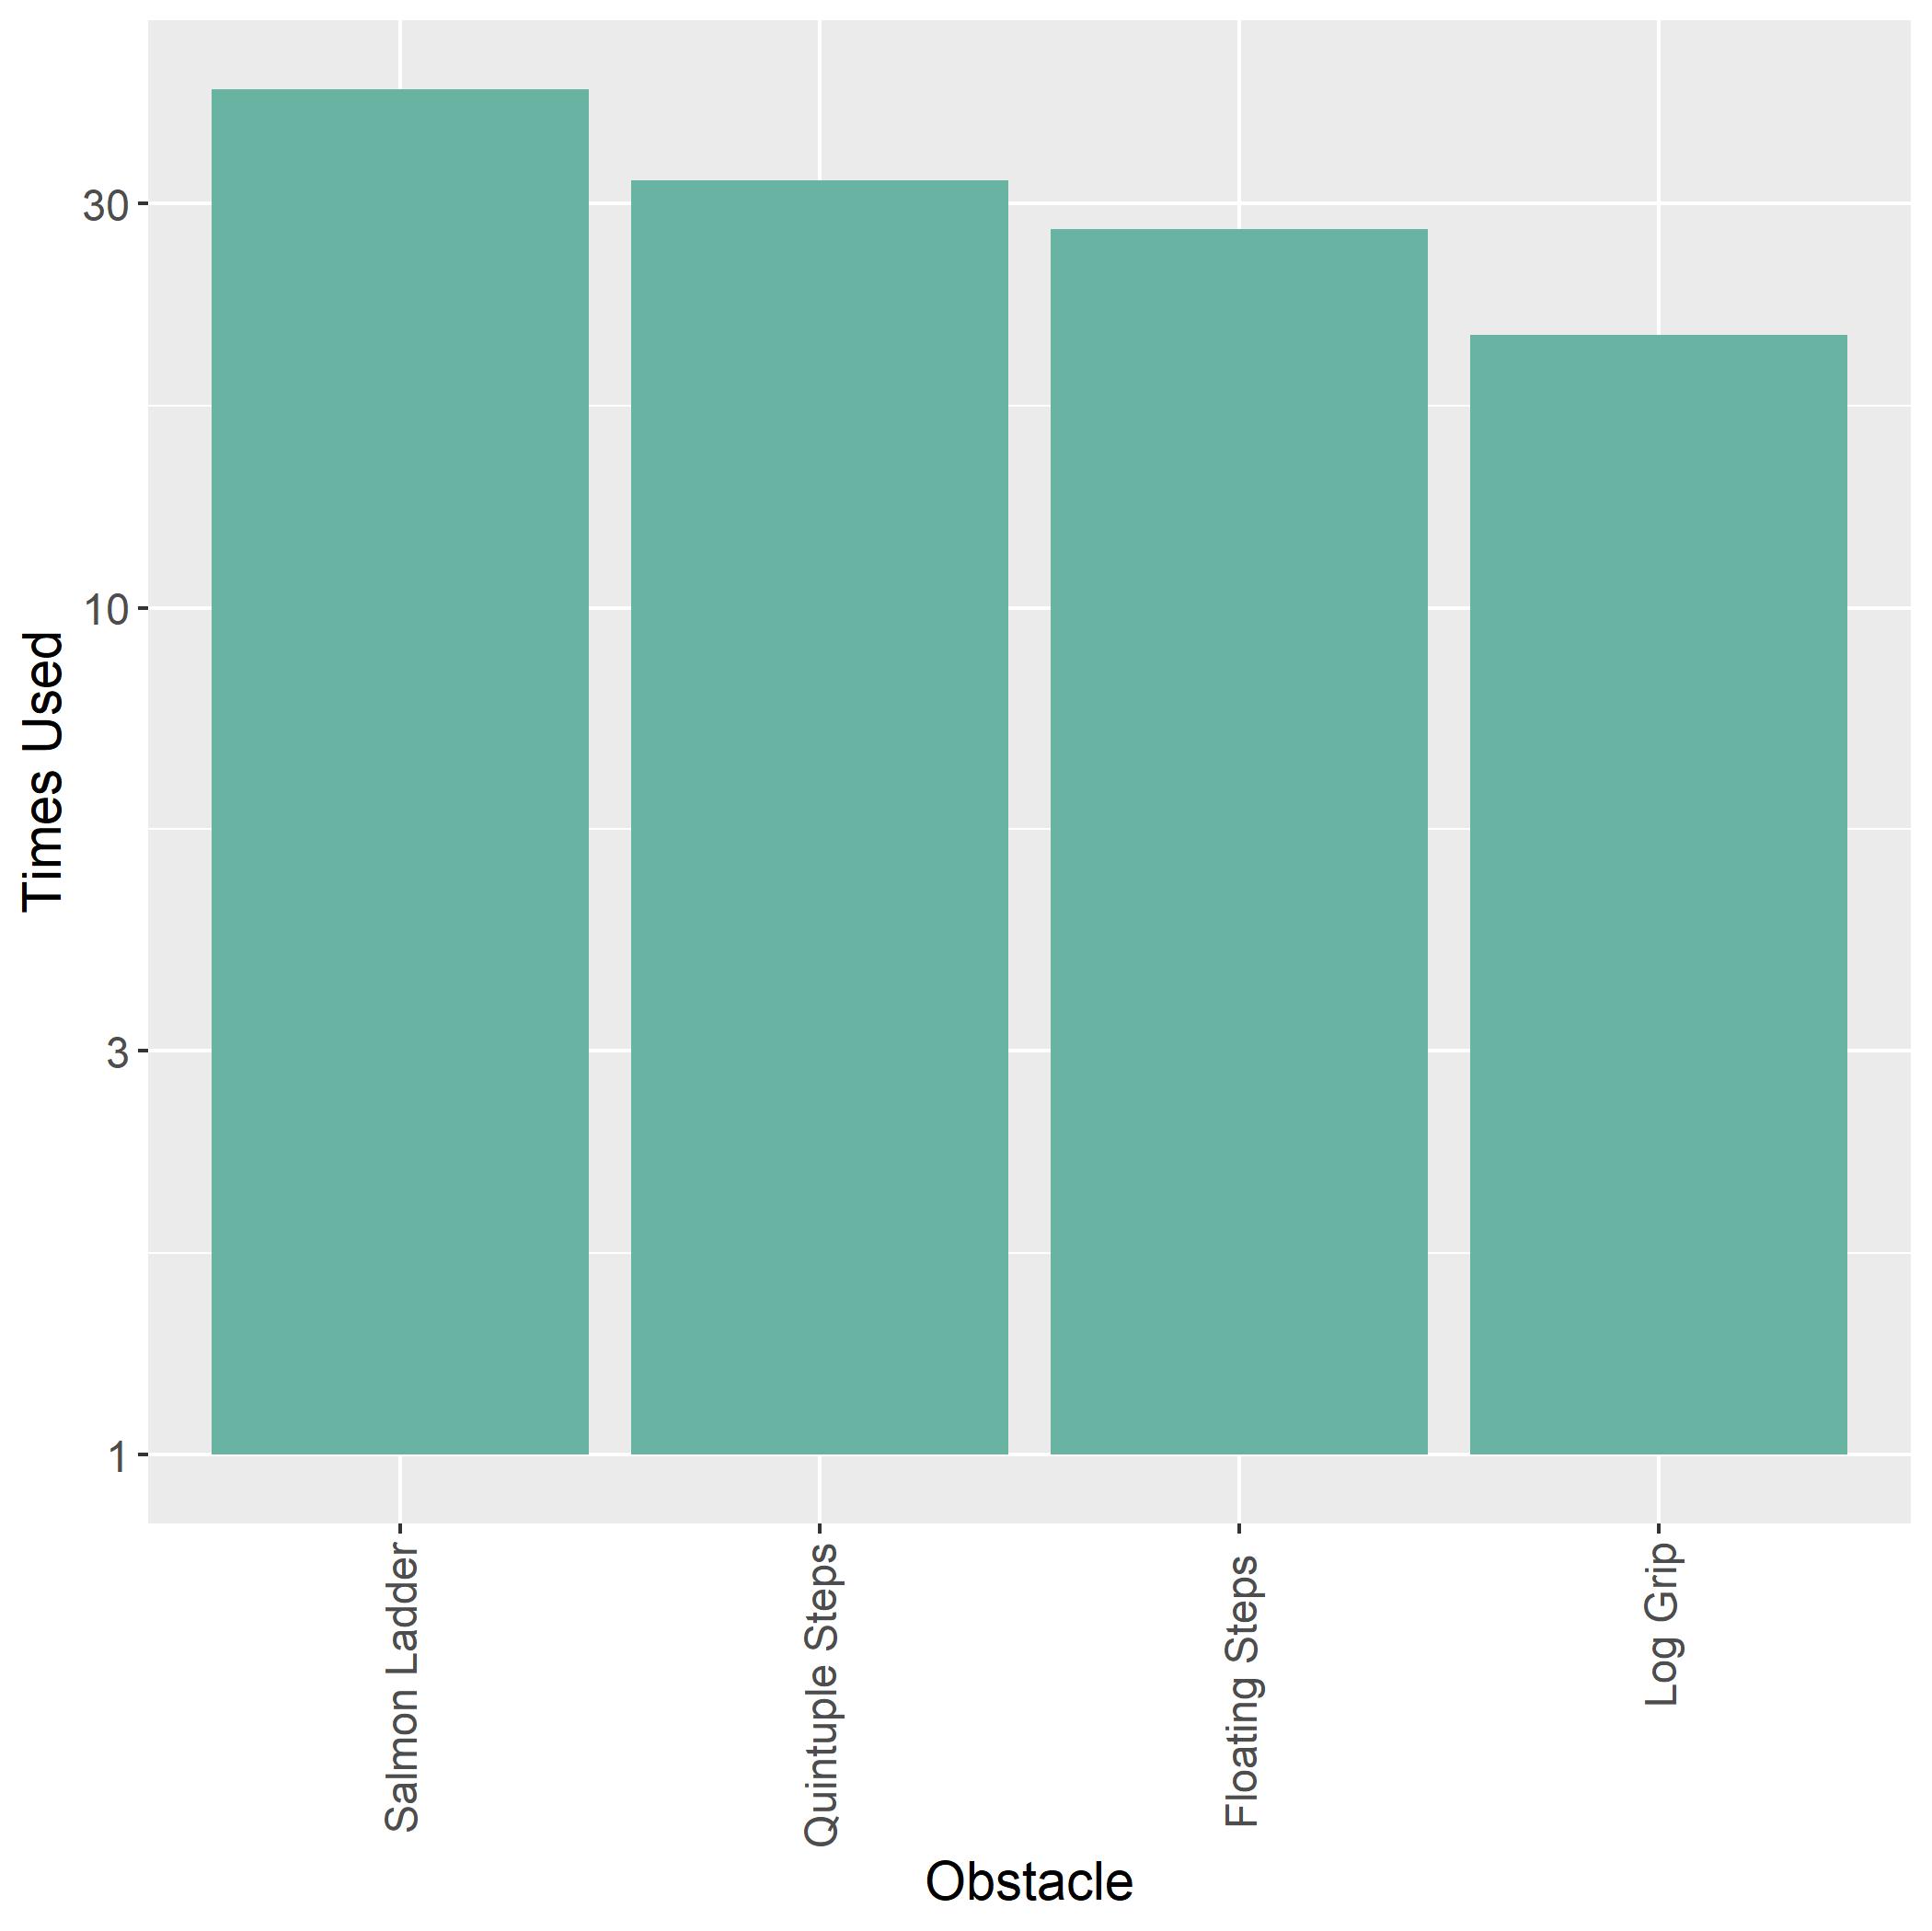 Times Used
30
10
3
1
Salmon Ladder
Quintuple Steps
Floating Steps
Log Grip
Obstacle